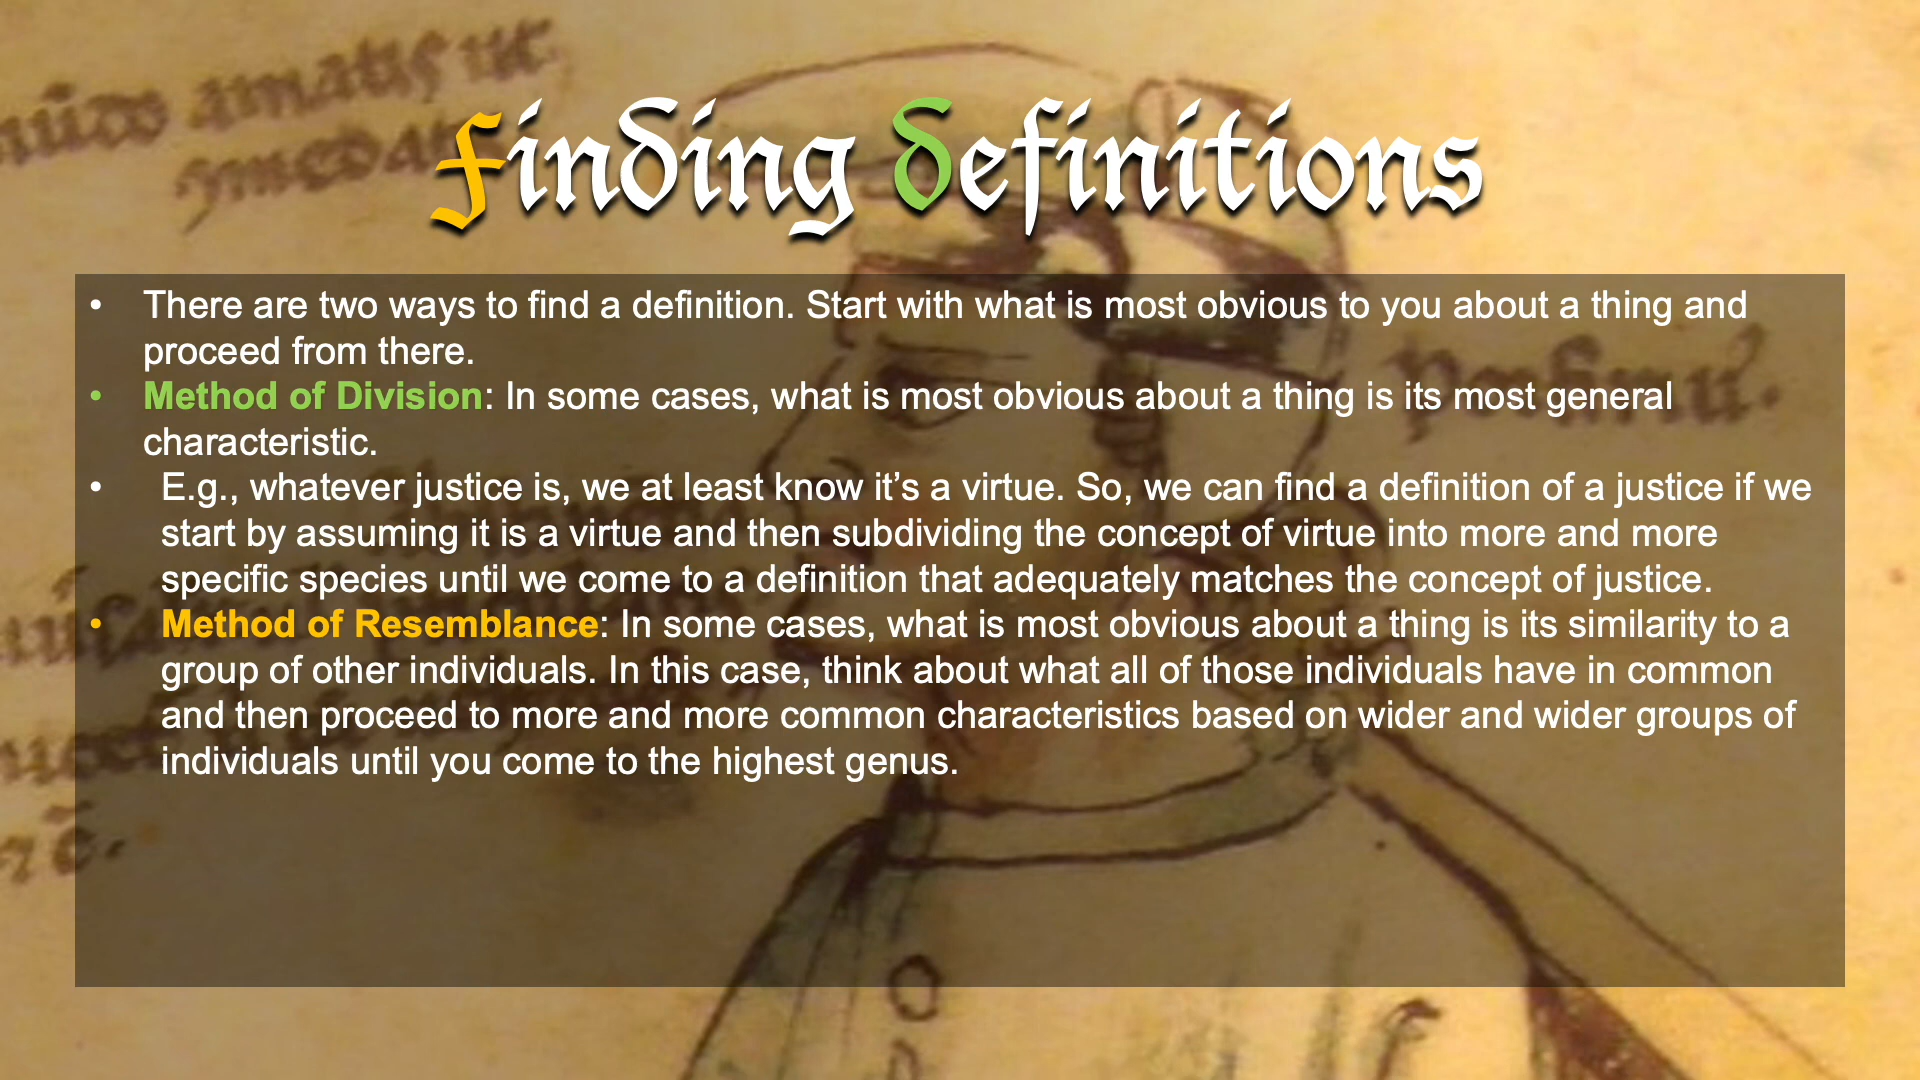 amatis ut
Finding Definitions
• There are two ways to find a definition. Start with what is most obvious to you about a thing and
proceed from there.
• Method of Division: In some cases, what is most obvious about a thing is its most general
characteristic.
• E.g., whatever justice is, we at least know it’s a virtue. So, we can find a definition of a justice if we
start by assuming it is a virtue and then subdividing the concept of virtue into more and more
specific species until we come to a definition that adequately matches the concept of justice.
• Method of Resemblance: In some cases, what is most obvious about a thing is its similarity to a
group of other individuals. In this case, think about what all of those individuals have in common
and then proceed to more and more common characteristics based on wider and wider groups of
individuals until you come to the highest genus.